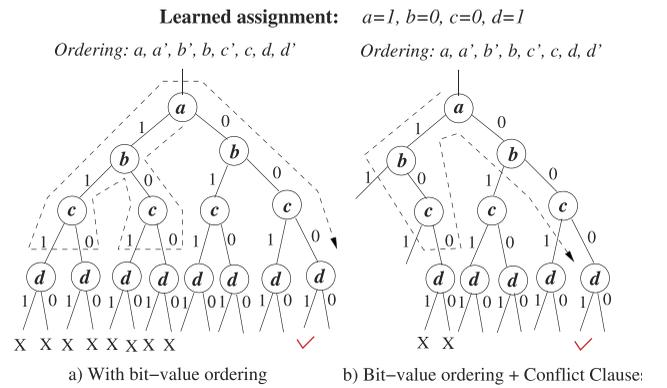 Learned assignment: a=1, b=0, c=0, d=1
Ordering: a, a’, b’, b, c’, c, d, d’ Ordering: a, a’, b’, b, c’, c, d, d’
a a
1 0 1 0
b b b b
1 0 1 0 1 0 1 0
c c c c c c c
1 0 1 0 1 0 1 0 1 0 1 0 1 0
d d d d d d d d d d d d d
1 0 1 0 1 0 1 0 1 0 1 0 1 0 1 0 1 0 1 0 1 0 1 0 1 0
X X X X X X X X X X
a) With bit−value ordering b) Bit−value ordering + Conflict Clause